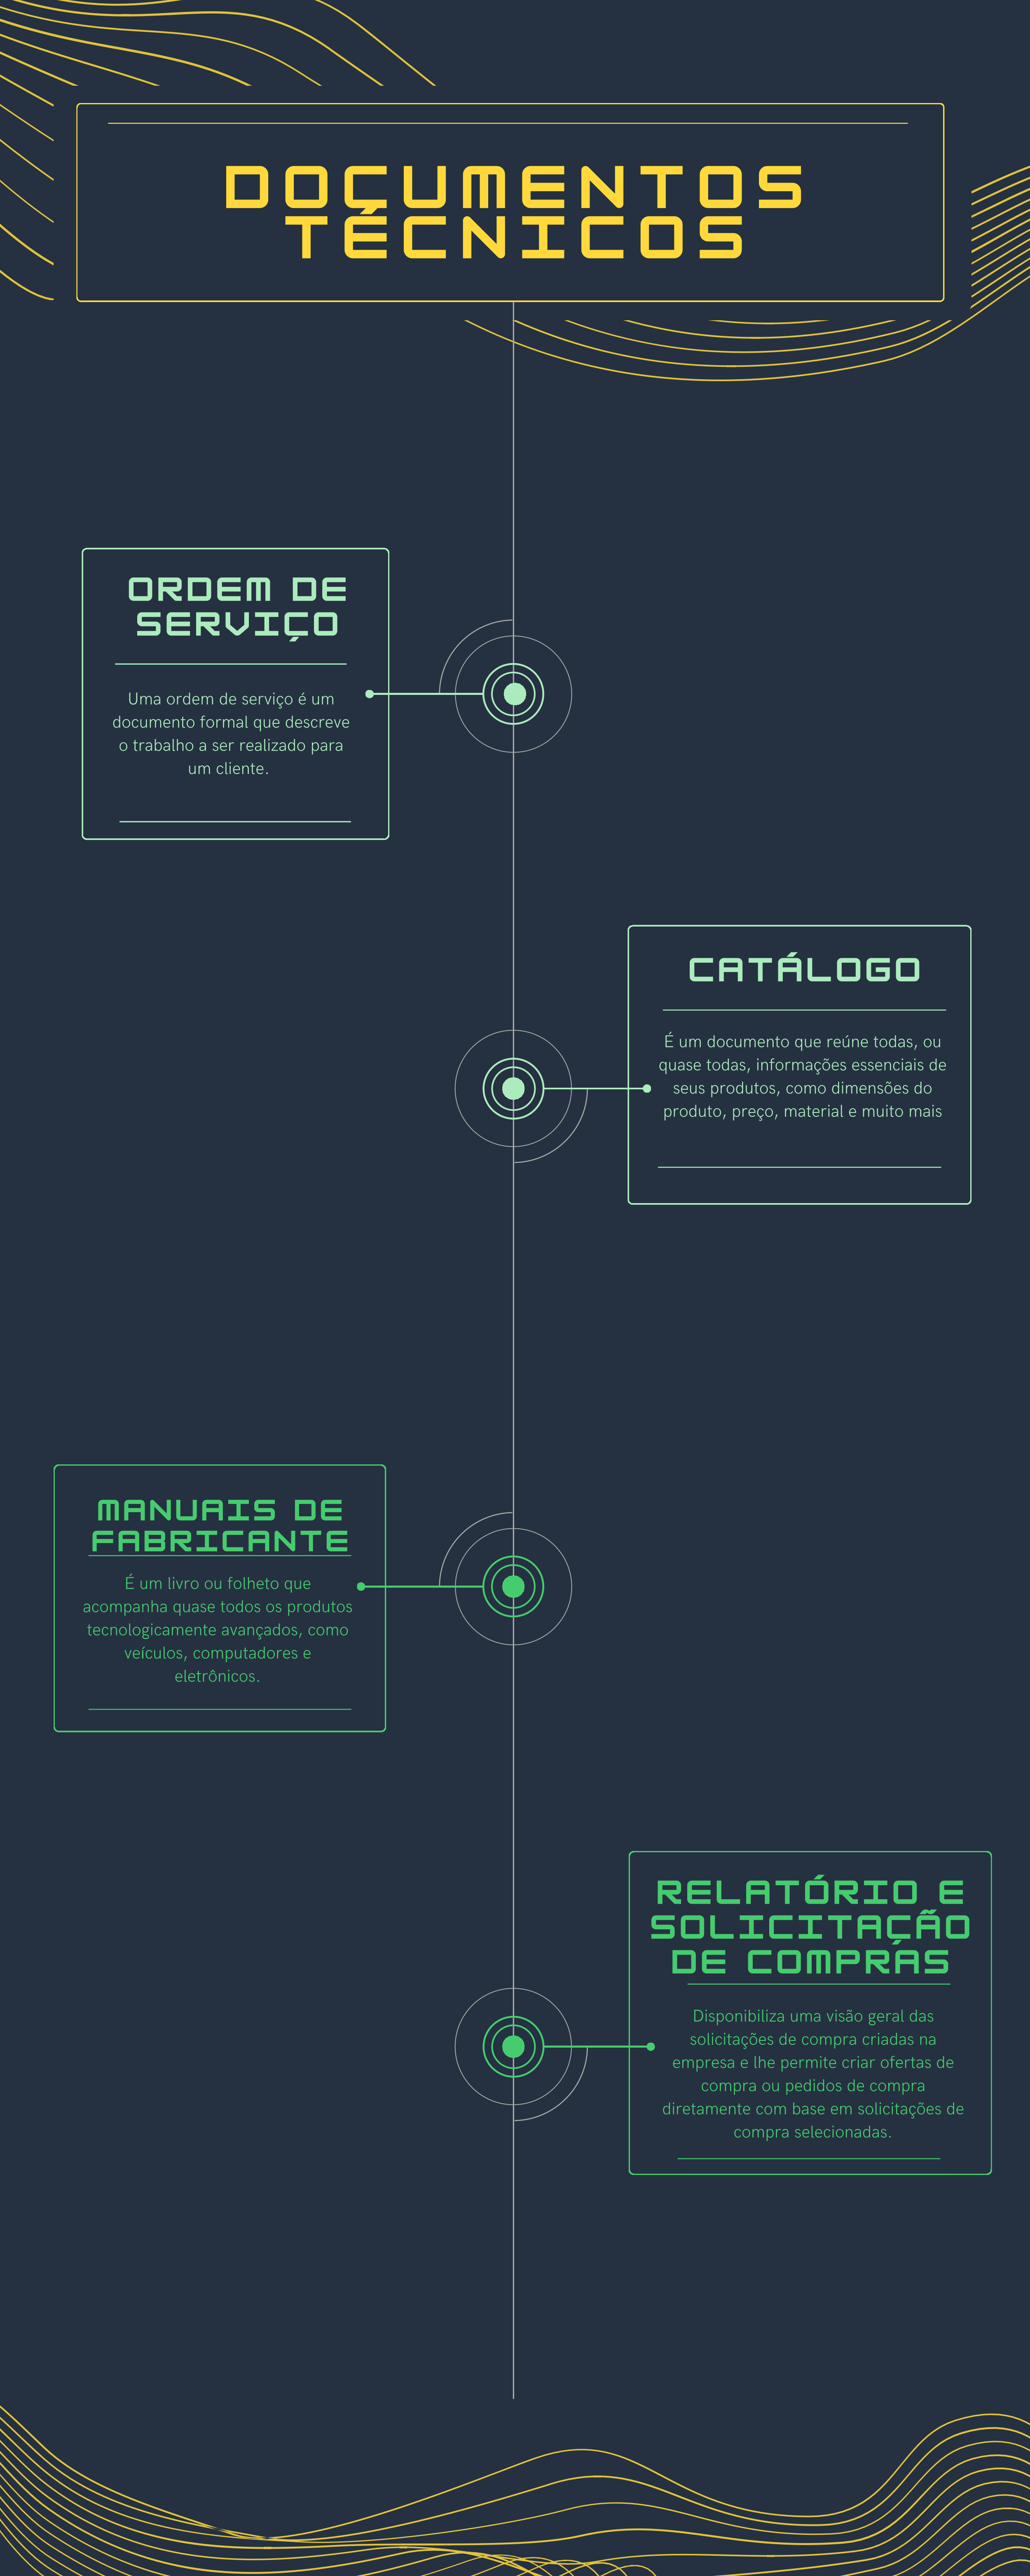 DOCUMENTOS
TÉCNICOS
ORDEM DE
SERVIÇO
Uma ordem de serviço é um
documento formal que descreve
o trabalho a ser realizado para
um cliente.
CATÁLOGO
É um documento que reúne todas, ou
quase todas, informações essenciais de
seus produtos, como dimensões do
produto, preço, material e muito mais
MANUAIS DE
FABRICANTE
É um livro ou folheto que
acompanha quase todos os produtos
tecnologicamente avançados, como
veículos, computadores e
eletrônicos.
RELATÓRIO E
SOLICITAÇÃO
DE COMPRAS
Disponibiliza uma visão geral das
solicitações de compra criadas na
empresa e lhe permite criar ofertas de
compra ou pedidos de compra
diretamente com base em solicitações de
compra selecionadas.